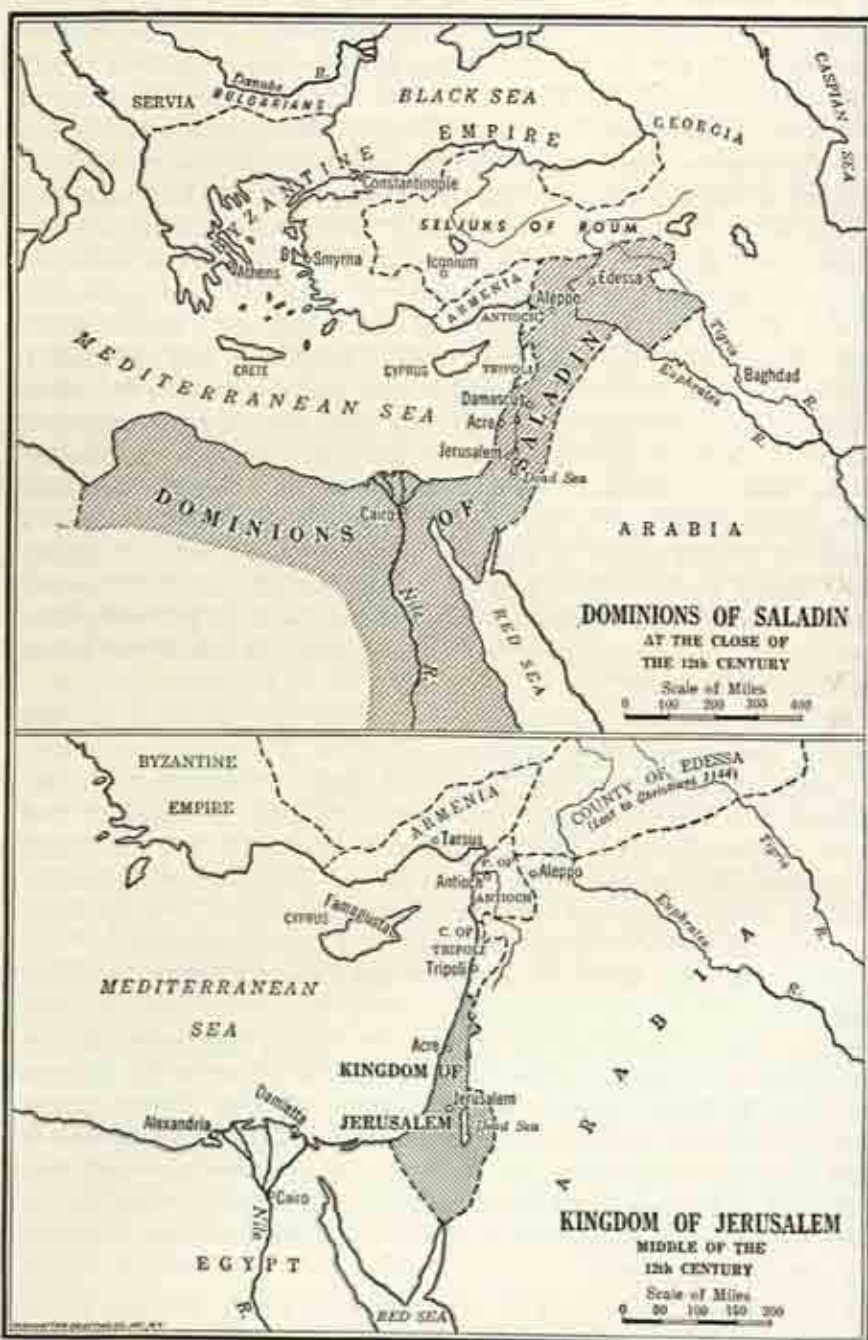 Danube R.
SERVIA
BULGARIANS
BLACK SEA
CASPIAN SEA
GEORGIA
BYZANTINE EMPIRE
Constantinople
SELJUKS OF ROUM
Smyrna
Athens
Iconium
Edessa
ARMENIA
Aleppo
ANTIOCH
CRETE
CYPRUS
TRIPOLI
Tigris R.
Baghdad
Euphrates R.
MEDITERRANEAN SEA
Damascus
Acre
Jerusalem
Dead Sea
DOMINIONS OF SALADIN
Cairo
Nile R.
RED SEA
ARABIA
DOMINIONS OF SALADIN
AT THE CLOSE OF
THE 12th CENTURY
Scale of Miles
0 100 200 300 400
BYZANTINE
EMPIRE
ARMENIA
COUNTY OF EDESSA
(Lost to Christians 1144)
Tarsus
Tigris R.
P. OF
ANTIOCH
Antioch
Aleppo
Famagusta
CYPRUS
Euphrates R.
C. OF
TRIPOLI
Tripoli
MEDITERRANEAN
SEA
ARABIA
Acre
KINGDOM OF
JERUSALEM
Jerusalem
Dead Sea
Damietta
Alexandria
Cairo
Nile R.
EGYPT
RED SEA
KINGDOM OF JERUSALEM
MIDDLE OF THE
12th CENTURY
Scale of Miles
0 50 100 150 200